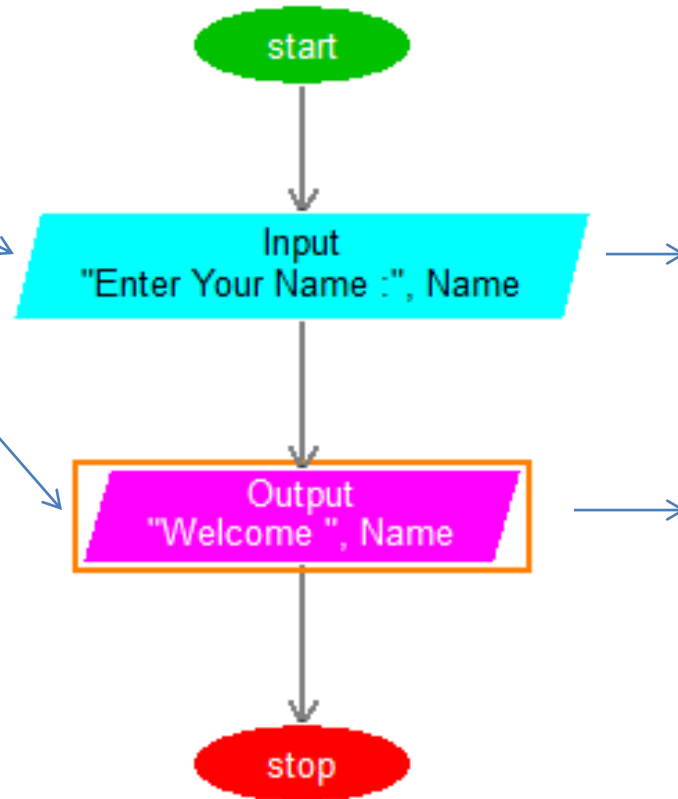 start
Input
"Enter Your Name :", Name
Output
"Welcome ", Name
stop